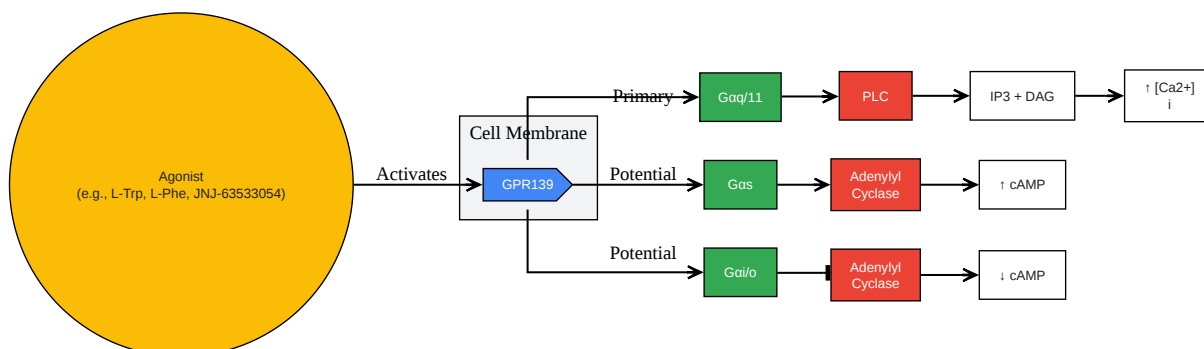 Agonist
(e.g., L-Trp, L-Phe, JNJ-63533054)
Activates
Cell Membrane
GPR139
Primary
Gαq/11
PLC
IP3 + DAG
↑ [Ca2+]
i
Potential
Gαs
Adenylyl
Cyclase
↑ cAMP
Potential
Gαi/o
Adenylyl
Cyclase
↓ cAMP